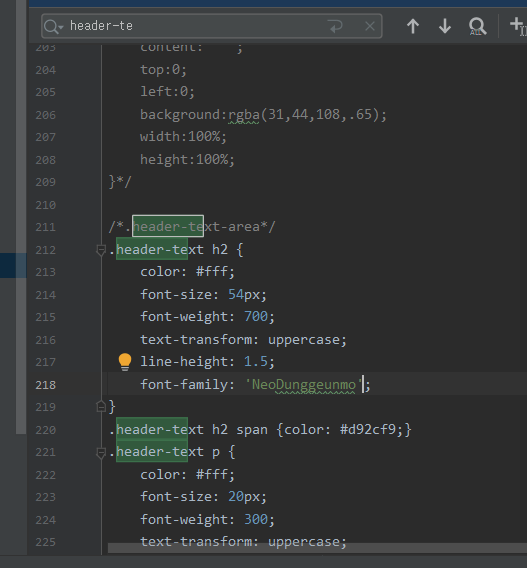 header-te
ALL
203 content: ;
204 top:0;
205 left:0;
206 background:rgba(31,44,108,.65);
207 width:100%;
208 height:100%;
209 }*/
210
211 /*.header-text-area*/
212 .header-text h2 {
213 color: #fff;
214 font-size: 54px;
215 font-weight: 700;
216 text-transform: uppercase;
217 line-height: 1.5;
218 font-family: 'NeoDunggeunmo';
219 }
220 .header-text h2 span {color: #d92cf9;}
221 .header-text p {
222 color: #fff;
223 font-size: 20px;
224 font-weight: 300;
225 text-transform: uppercase;